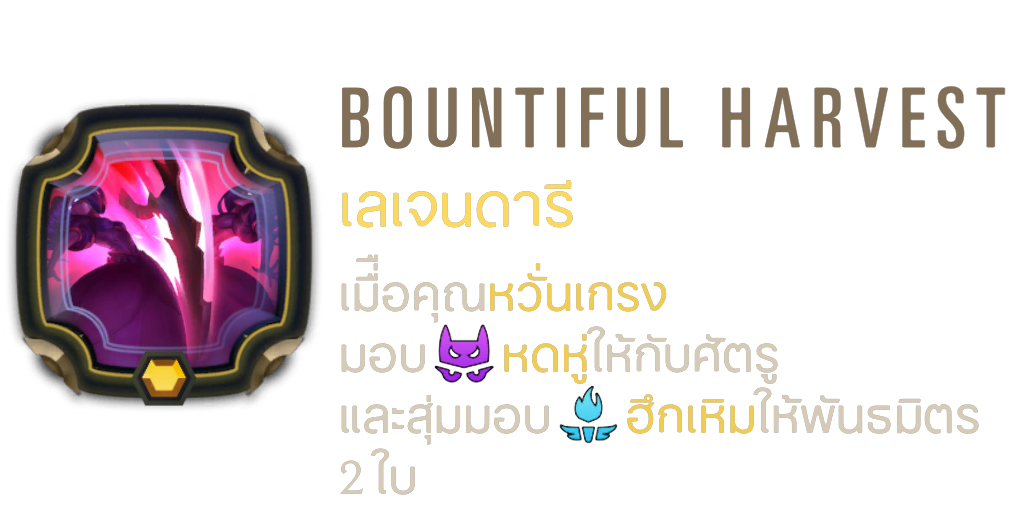 BOUNTIFUL HARVEST
เลเจนดารี
เมื่อคุณหวั่นเกรง
มอบ หดหู่ให้กับศัตรู
และสุ่มมอบ ฮึกเหิมให้พันธมิตร
2 ใบ